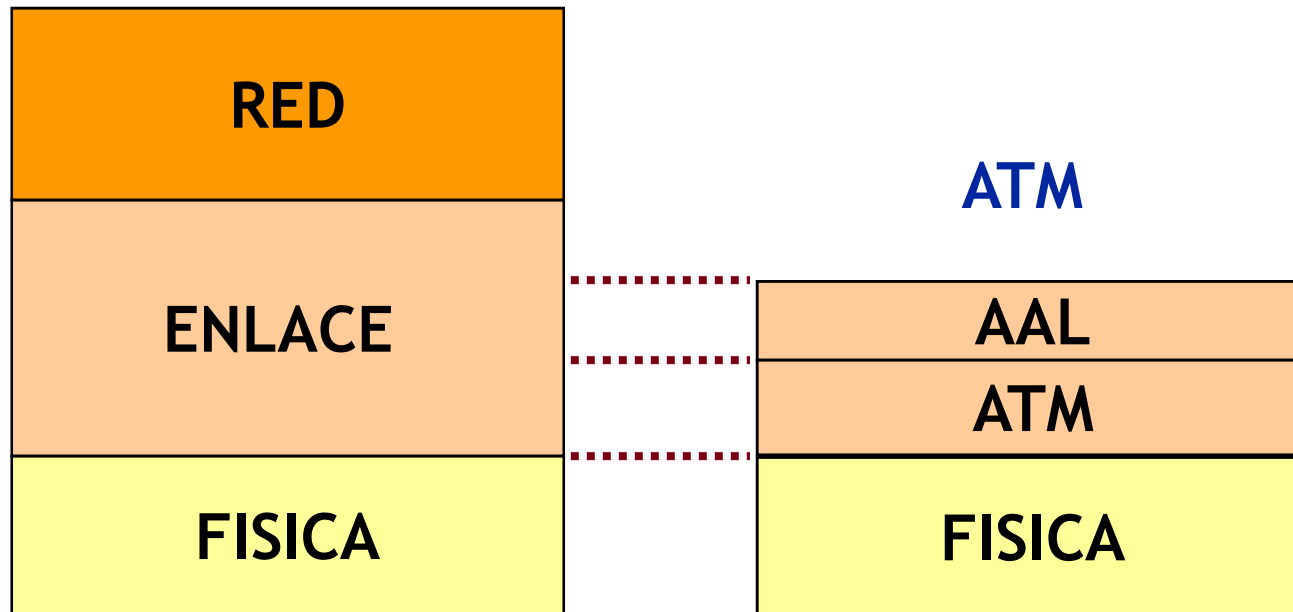 RED
ENLACE
FISICA
ATM
AAL
ATM
FISICA